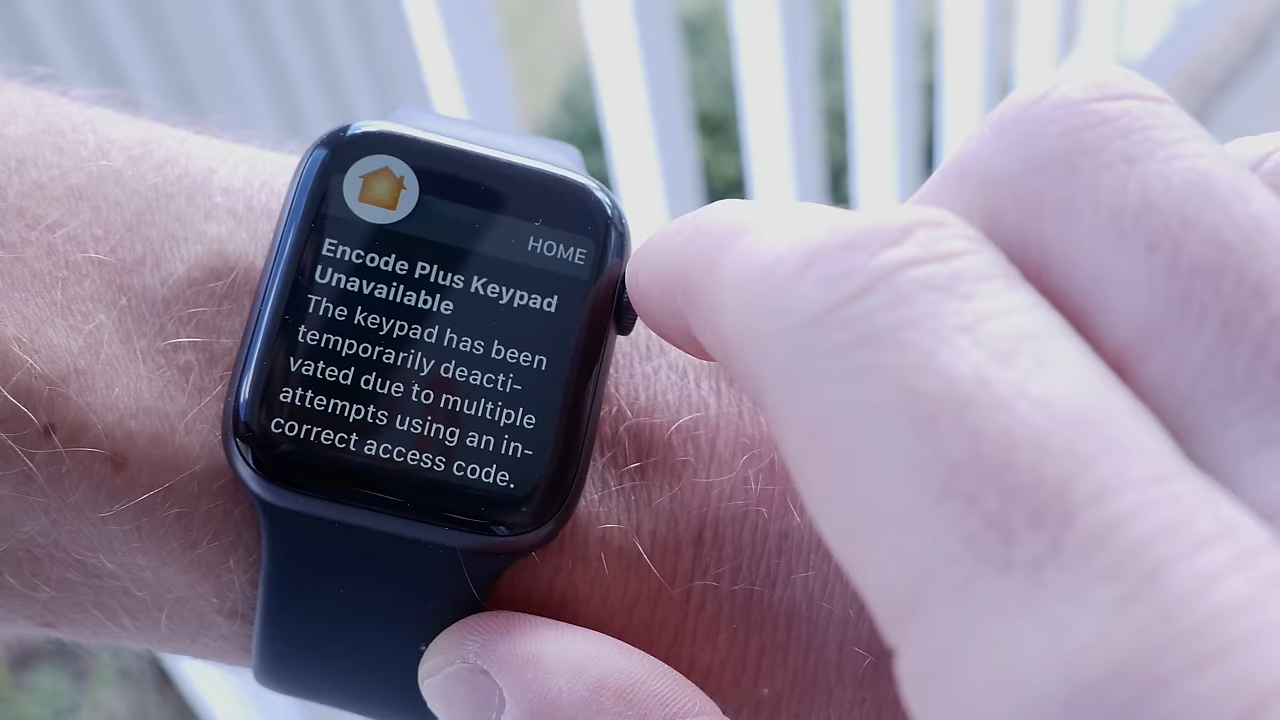 HOME
Encode Plus Keypad
Unavailable
The keypad has been
temporarily deacti-
vated due to multiple
attempts using an in-
correct access code.